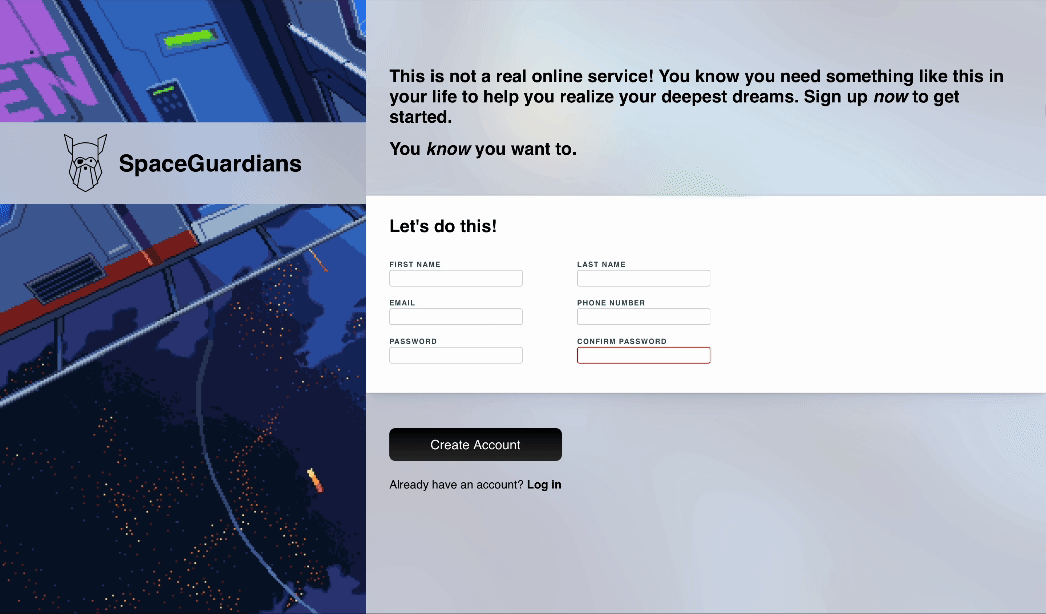 EN
SpaceGuardians
This is not a real online service! You know you need something like this in
your life to help you realize your deepest dreams. Sign up now to get
started.
You know you want to.
Let's do this!
FIRST NAME
LAST NAME
EMAIL
PHONE NUMBER
PASSWORD
CONFIRM PASSWORD
Create Account
Already have an account? Log in